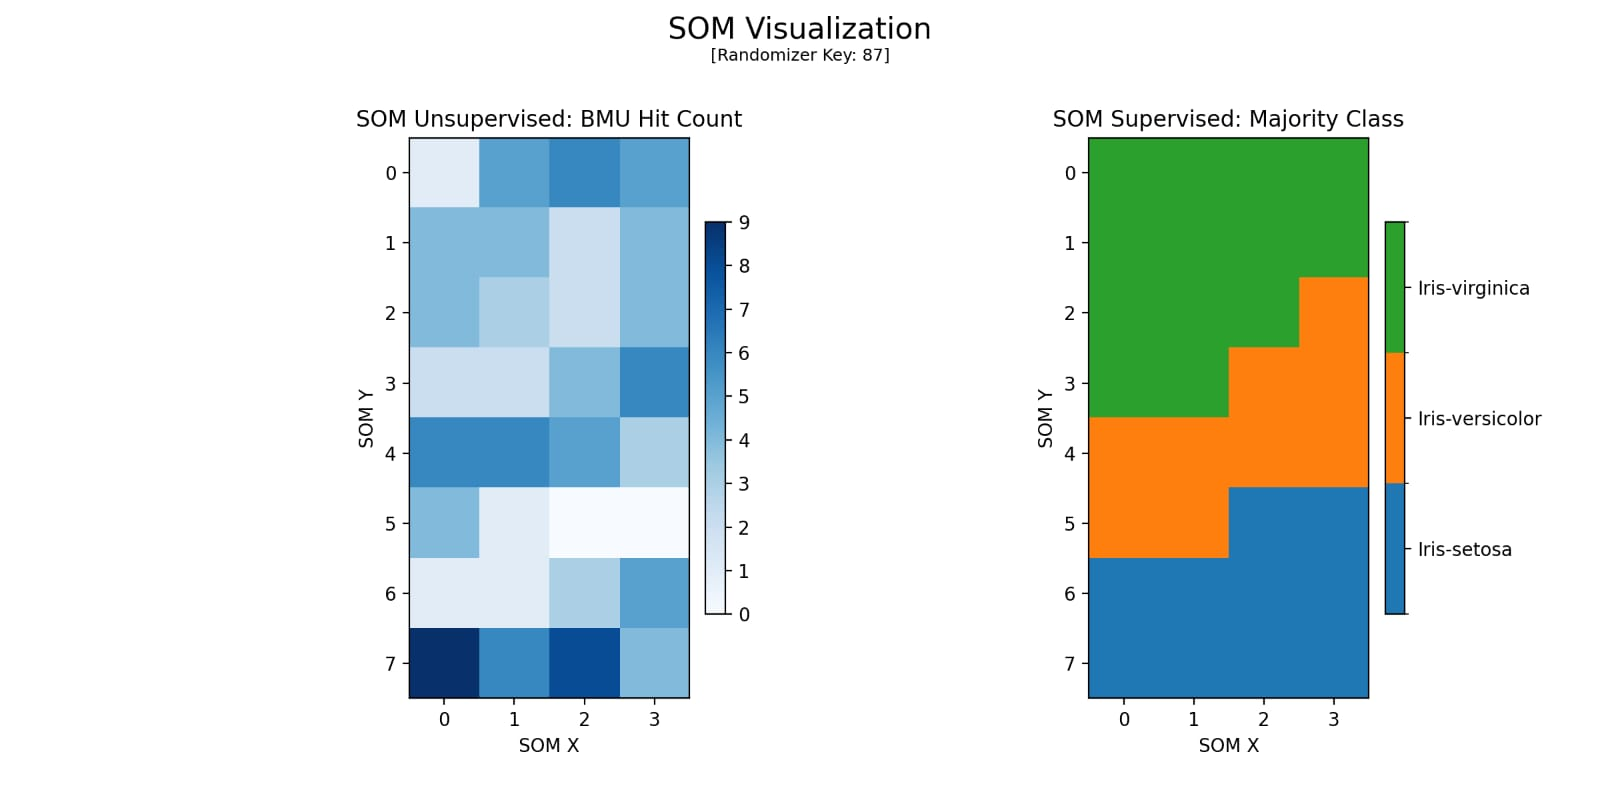 SOM Visualization
[Randomizer Key: 87]
SOM Unsupervised: BMU Hit Count
0
1
2
3
4
5
6
7
SOM Y
0 1 2 3
SOM X
9
8
7
6
5
4
3
2
1
0
SOM Supervised: Majority Class
0
1
2
3
4
5
6
7
SOM Y
0 1 2 3
SOM X
Iris-virginica
Iris-versicolor
Iris-setosa